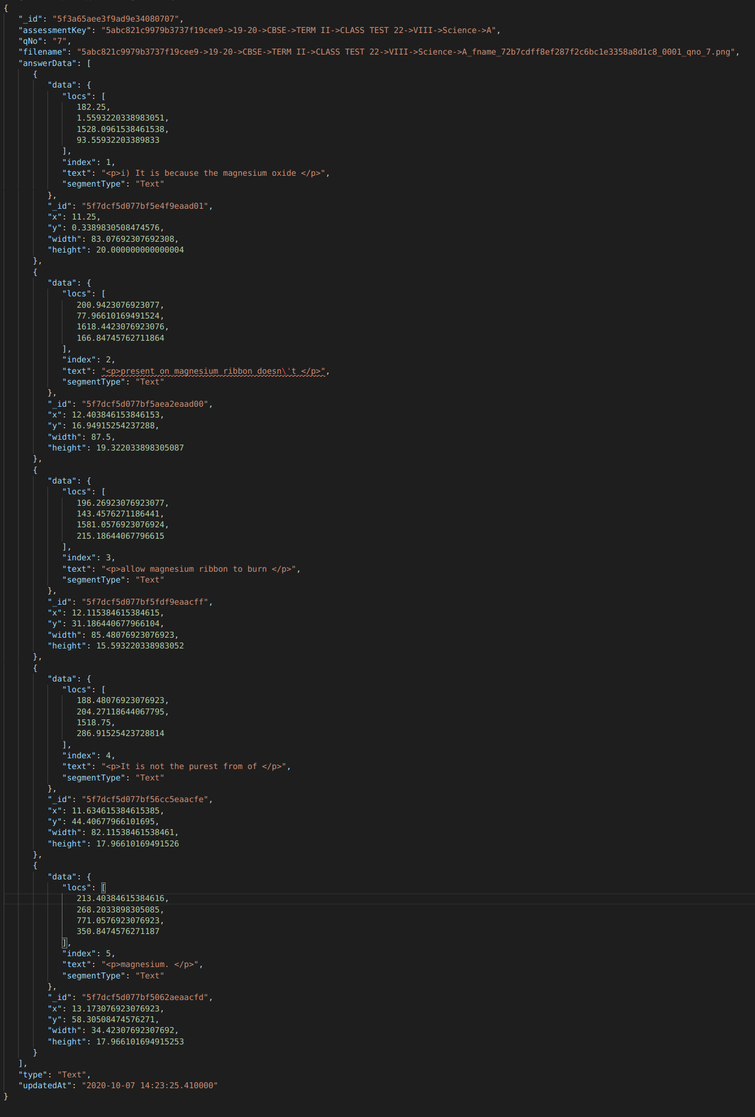 {
"_id": "5f3a65aee3f9ad9e34080707",
"assessmentKey": "5abc821c9979b3737f19cee9->19-20->CBSE->TERM II->CLASS TEST 22->VIII->Science->A",
"qNo": "7",
"filename": "5abc821c9979b3737f19cee9->19-20->CBSE->TERM II->CLASS TEST 22->VIII->Science->A_fname_72b7cdff8ef287f2c6bc1e3358a8d1c8_0001_qno_7.png",
"answerData": [
{
"data": {
"locs": [
182.25,
1.5593220338983051,
1528.0961538461538,
93.55932203389833
],
"index": 1,
"text": "<p>i) It is because the magnesium oxide </p>",
"segmentType": "Text"
},
"_id": "5f7dcf5d077bf5e4f9eaad01",
"x": 11.25,
"y": 0.3389830508474576,
"width": 83.07692307692308,
"height": 20.000000000000004
},
{
"data": {
"locs": [
200.9423076923077,
77.96610169491524,
1618.4423076923076,
166.84745762711864
],
"index": 2,
"text": "<p>present on magnesium ribbon doesn\'t </p>",
"segmentType": "Text"
},
"_id": "5f7dcf5d077bf5aea2eaad00",
"x": 12.403846153846153,
"y": 16.94915254237288,
"width": 87.5,
"height": 19.322033898305087
},
{
"data": {
"locs": [
196.26923076923077,
143.4576271186441,
1581.0576923076924,
215.18644067796615
],
"index": 3,
"text": "<p>allow magnesium ribbon to burn </p>",
"segmentType": "Text"
},
"_id": "5f7dcf5d077bf5fdf9eaacff",
"x": 12.115384615384615,
"y": 31.186440677966104,
"width": 85.48076923076923,
"height": 15.593220338983052
},
{
"data": {
"locs": [
188.48076923076923,
204.27118644067795,
1518.75,
286.91525423728814
],
"index": 4,
"text": "<p>It is not the purest from of </p>",
"segmentType": "Text"
},
"_id": "5f7dcf5d077bf56cc5eaacfe",
"x": 11.634615384615385,
"y": 44.40677966101695,
"width": 82.11538461538461,
"height": 17.96610169491526
},
{
"data": {
"locs": [
213.40384615384616,
268.2033898305085,
771.0576923076923,
350.8474576271187
],
"index": 5,
"text": "<p>magnesium. </p>",
"segmentType": "Text"
},
"_id": "5f7dcf5d077bf5062aeaacfd",
"x": 13.173076923076923,
"y": 58.30508474576271,
"width": 34.42307692307692,
"height": 17.966101694915253
}
],
"type": "Text",
"updatedAt": "2020-10-07 14:23:25.410000"
}